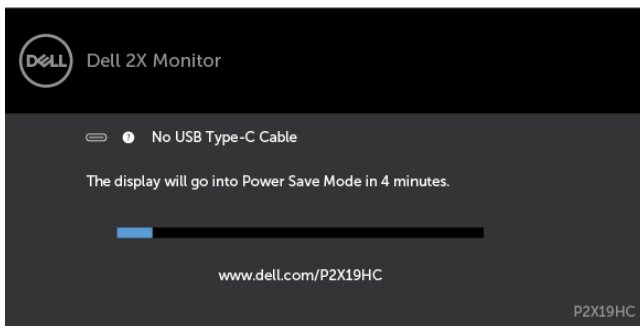 DELL
Dell 2X Monitor
? No USB Type-C Cable
The display will go into Power Save Mode in 4 minutes.
www.dell.com/P2X19HC
P2X19HC